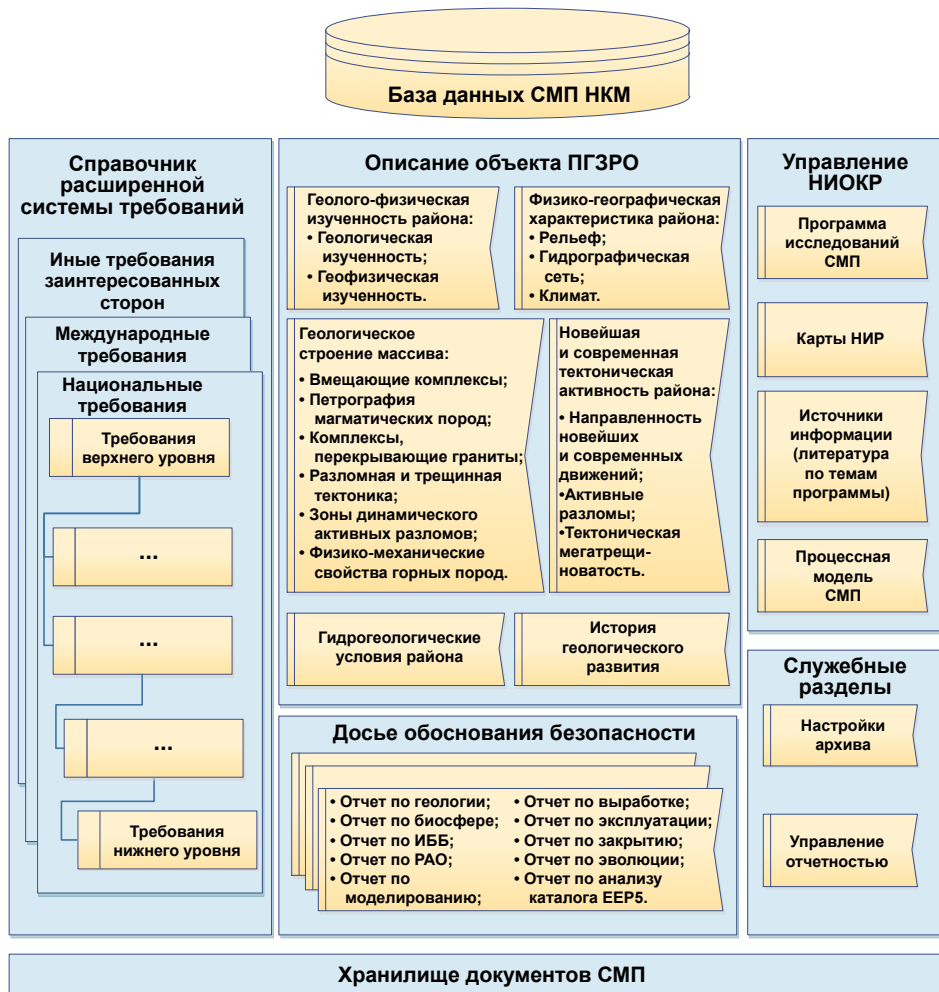 База данных СМП НКМ
Справочник
расширенной
системы требований
Иные требования
заинтересованных
сторон
Международные
требования
Национальные
требования
Требования
верхнего уровня
...
...
...
Требования
нижнего уровня
Описание объекта ПГЗРО
Геолого-физическая
изученность района:
• Геологическая
изученность;
• Геофизическая
изученность.
Физико-географическая
характеристика района:
• Рельеф;
• Гидрографическая
сеть;
• Климат.
Геологическое
строение массива:
• Вмещающие комплексы;
• Петрография
магматических пород;
• Комплексы,
перекрывающие граниты;
• Разломная и трещинная
тектоника;
• Зоны динамического
активных разломов;
• Физико-механические
свойства горных пород.
Новейшая
и современная
тектоническая
активность района:
• Направленность
новейших
и современных
движений;
•Активные
разломы;
•Тектоническая
мегатрещи-
новатость.
Гидрогеологические
условия района
История
геологического
развития
Досье обоснования безопасности
• Отчет по геологии;
• Отчет по биосфере;
• Отчет по ИББ;
• Отчет по РАО;
• Отчет по
моделированию;
• Отчет по выработке;
• Отчет по эксплуатации;
• Отчет по закрытию;
• Отчет по эволюции;
• Отчет по анализу
каталога EEP5.
Управление
НИОКР
Программа
исследований
СМП
Карты НИР
Источники
информации
(литература
по темам
программы)
Процессная
модель
СМП
Служебные
разделы
Настройки
архива
Управление
отчетностью
Хранилище документов СМП